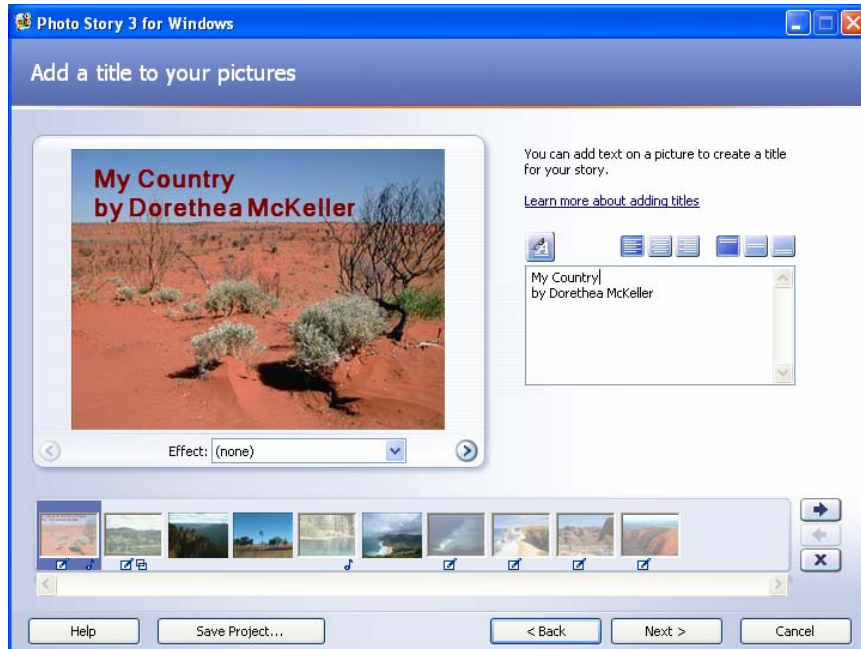 Photo Story 3 for Windows
Add a title to your pictures
My Country
by Dorethea McKeller
Effect: (none)
You can add text on a picture to create a title
for your story.
Learn more about adding titles
A
My Country
by Dorethea McKeller
Help
Save Project...
< Back
Next >
Cancel